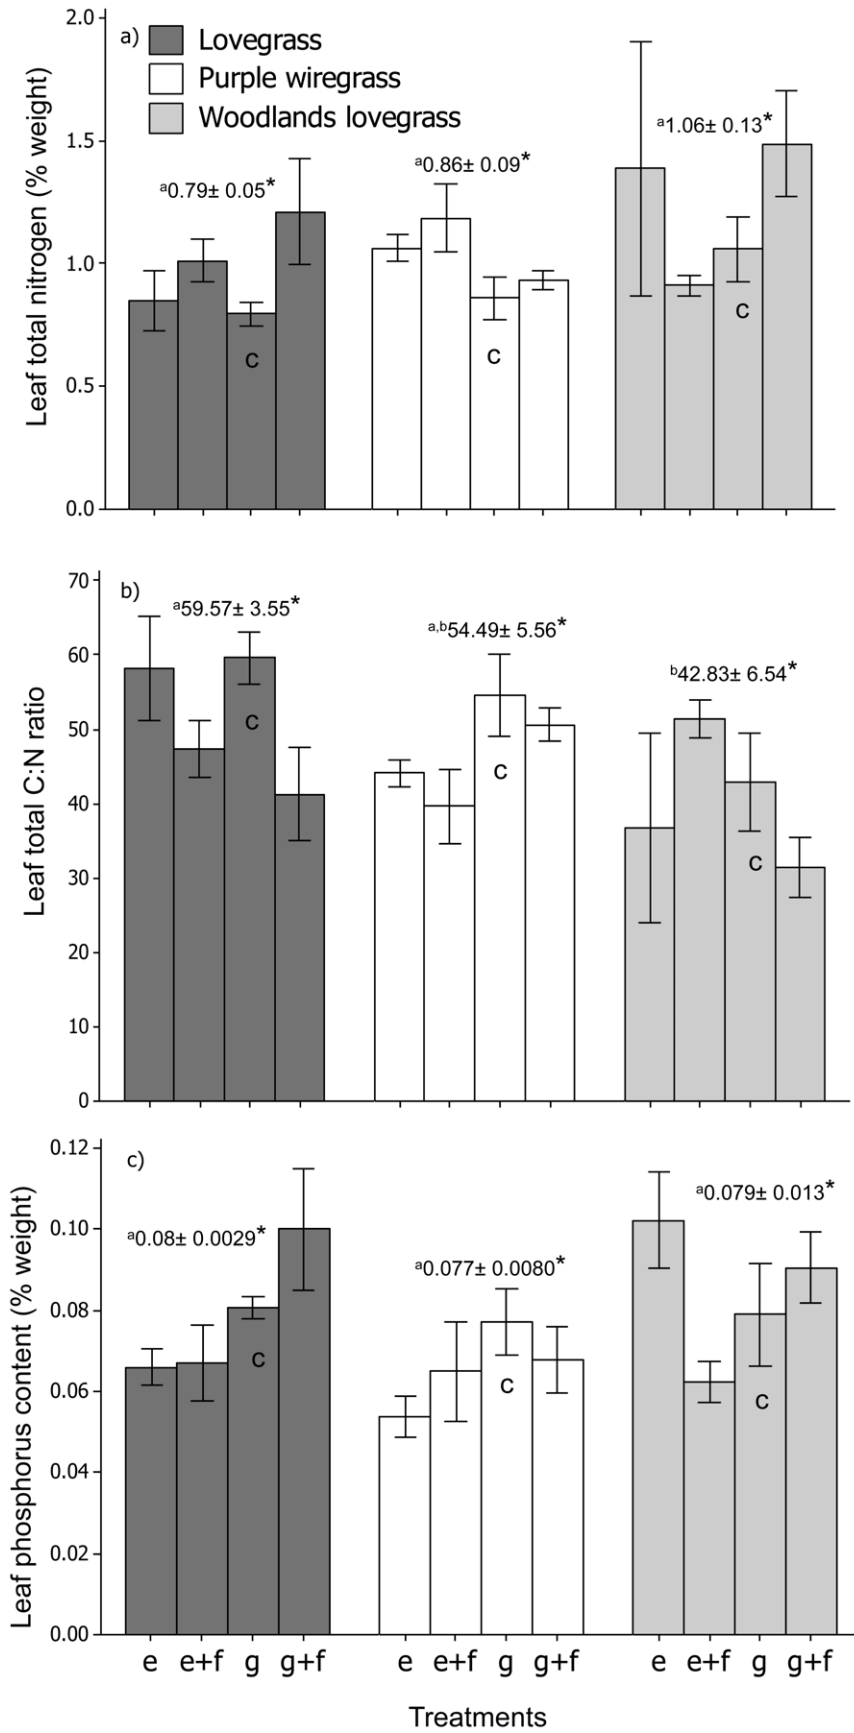 a) Lovegrass
Purple wiregrass
Woodlands lovegrass
Leaf total nitrogen (% weight)
2.0
1.5
1.0
0.5
0.0
a0.79± 0.05*
a0.86± 0.09*
a1.06± 0.13*
c
c
c
b)
Leaf total C:N ratio
70
60
50
40
30
20
10
0
a59.57± 3.55*
a,b54.49± 5.56*
b42.83± 6.54*
c
c
c
c)
Leaf phosphorus content (% weight)
0.12
0.10
0.08
0.06
0.04
0.02
0.00
a0.08± 0.0029*
a0.077± 0.0080*
a0.079± 0.013*
c
c
c
e e+f g g+f e e+f g g+f e e+f g g+f
Treatments